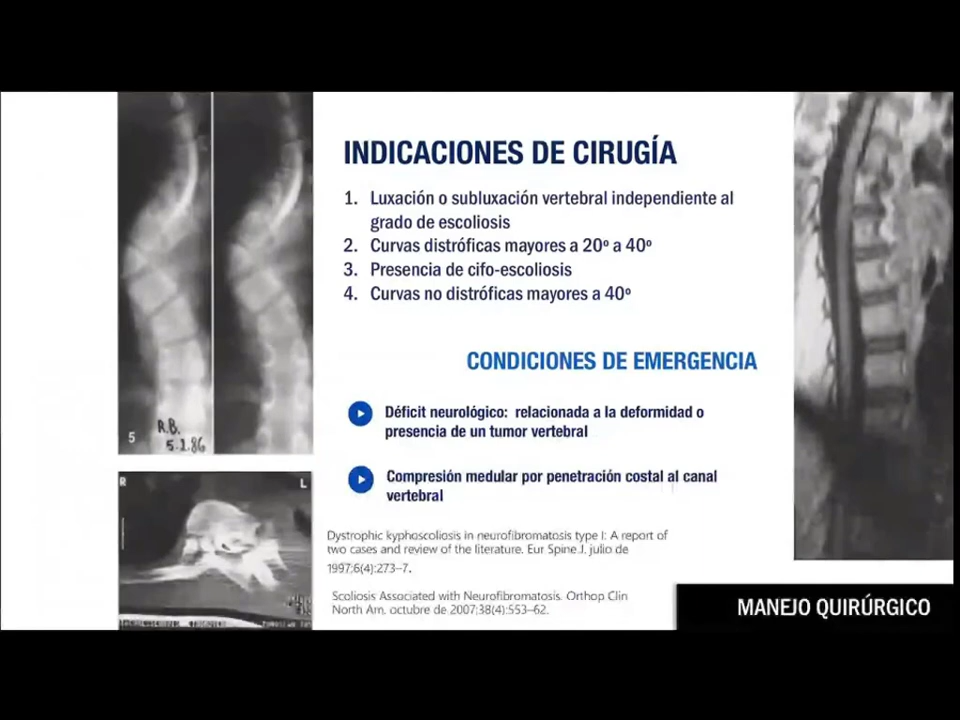 INDICACIONES DE CIRUGÍA
1. Luxación o subluxación vertebral independiente al
grado de escoliosis
2. Curvas distróficas mayores a 20º a 40º
3. Presencia de cifo-escoliosis
4. Curvas no distróficas mayores a 40º
CONDICIONES DE EMERGENCIA
Déficit neurológico: relacionada a la deformidad o
presencia de un tumor vertebral
Compresión medular por penetración costal al canal
vertebral
R.B.
5
5.2.86
R
L
Dystrophic kyphoscoliosis in neurofibromatosis type I: A report of
two cases and review of the literature. Eur Spine J. julio de
1997;6(4):273–7.
Scoliosis Associated with Neurofibromatosis. Orthop Clin
North Am. octubre de 2007;38(4):553–62.
MANEJO QUIRÚRGICO